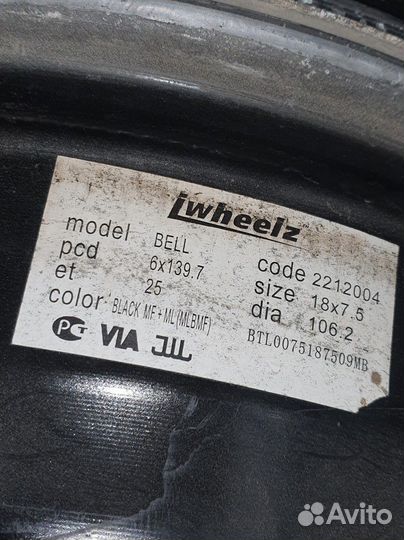 iwheelz
model BELL code 2212004
pcd 6x139.7 size 18x7.5
et 25 dia 106.2
color BLACK MF+ML(MLBMF) BTL0075187509MB
РСТ VIA JWL
Avito